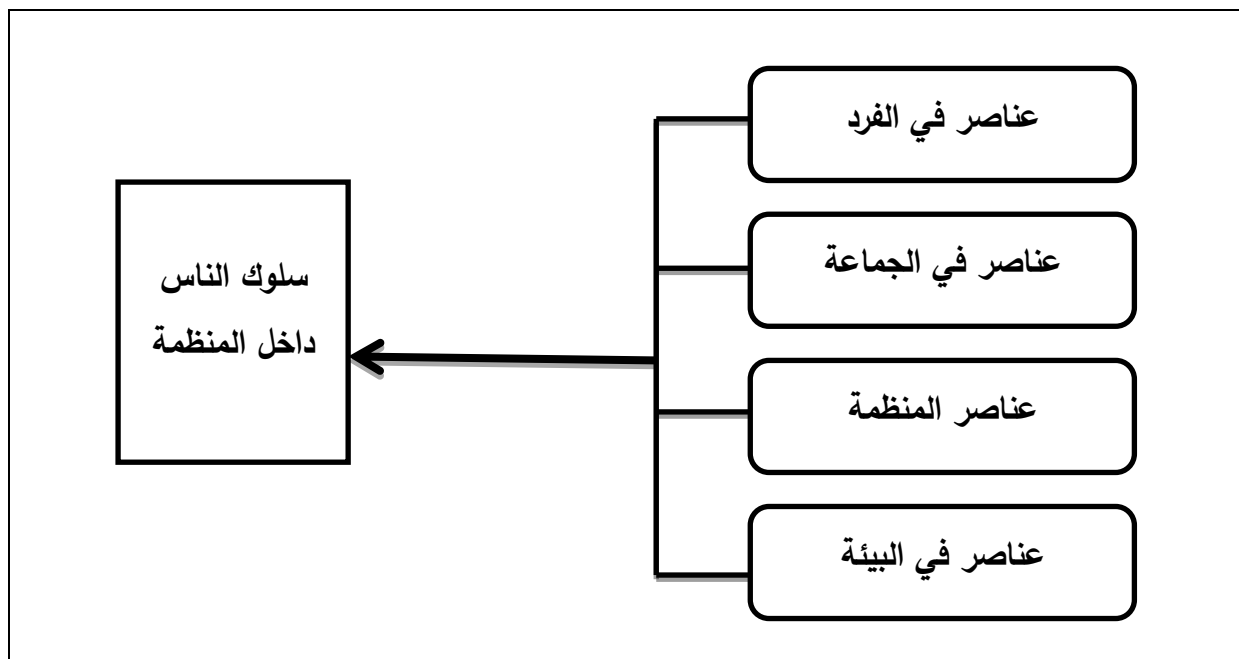 عناصر في الفرد
عناصر في الجماعة
عناصر المنظمة
عناصر في البيئة
سلوك الناس
داخل المنظمة